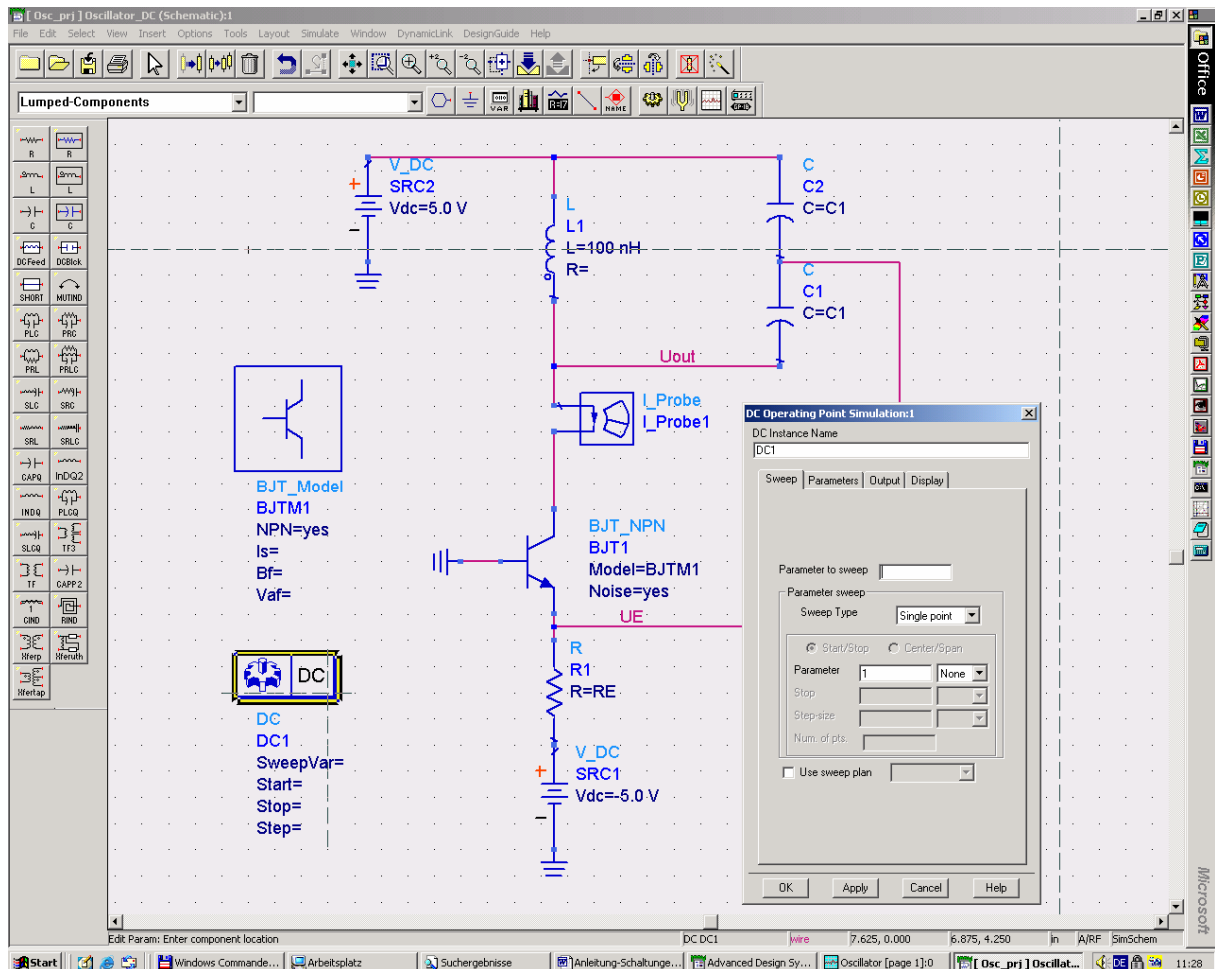 [ Osc_prj ] Oscillator_DC (Schematic):1
File Edit Select View Insert Options Tools Layout Simulate Window DynamicLink DesignGuide Help
Lumped-Components
VAR
R=17
NAME
Office
R R
L L
C C
DCFeed DCBlok
SHORT MUTIND
PLC PRC
PRL PRLC
SLC SRC
SRL SRLC
CAPQ InDQ2
INDQ PLCQ
SLCQ TF3
TF CAPP2
CIND RIND
Xferp Xferuth
Xfertap
V_DC
SRC2
Vdc=5.0 V
+
-
L
L1
L=100 nH
R=
C
C2
C=C1
C
C1
C=C1
Uout
I_Probe
I_Probe1
BJT_Model
BJTM1
NPN=yes
Is=
Bf=
Vaf=
BJT_NPN
BJT1
Model=BJTM1
Noise=yes
UE
R
R1
R=RE
V_DC
SRC1
Vdc=-5.0 V
+
-
DC
DC
DC1
SweepVar=
Start=
Stop=
Step=
DC Operating Point Simulation:1
DC Instance Name
DC1
Sweep Parameters Output Display
Parameter to sweep
Parameter sweep
Sweep Type Single point
Start/Stop Center/Span
Parameter 1 None
Stop
Step-size
Num. of pts.
Use sweep plan
OK Apply Cancel Help
Microsoft
Edit Param: Enter component location DC DC1 wire 7.625, 0.000 6.875, 4.250 in A/RF SimSchem
Start Windows Commande... Arbeitsplatz Suchergebnisse Anleitung-Schaltunge... Advanced Design Sy... Oscillator [page 1]:0 [ Osc_prj ] Oscillat... DE 11:28